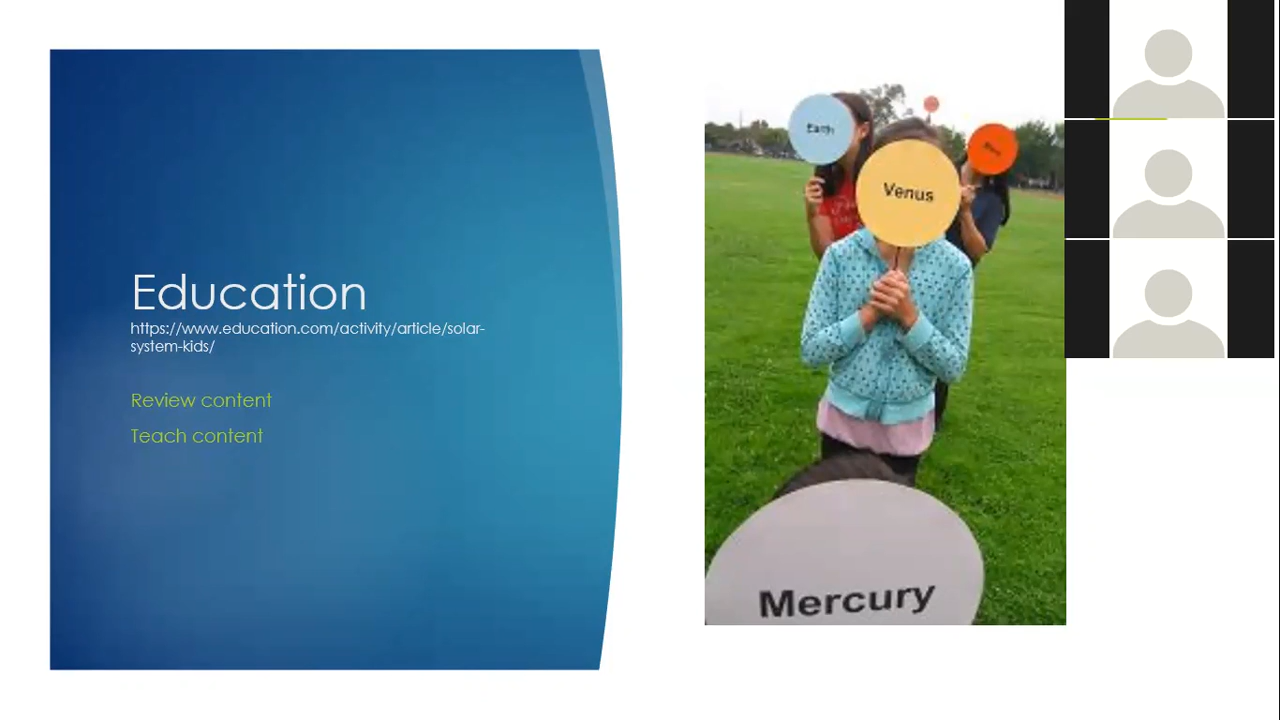 Education
https://www.education.com/activity/article/solar-
system-kids/
Review content
Teach content
Earth
Venus
Mercury